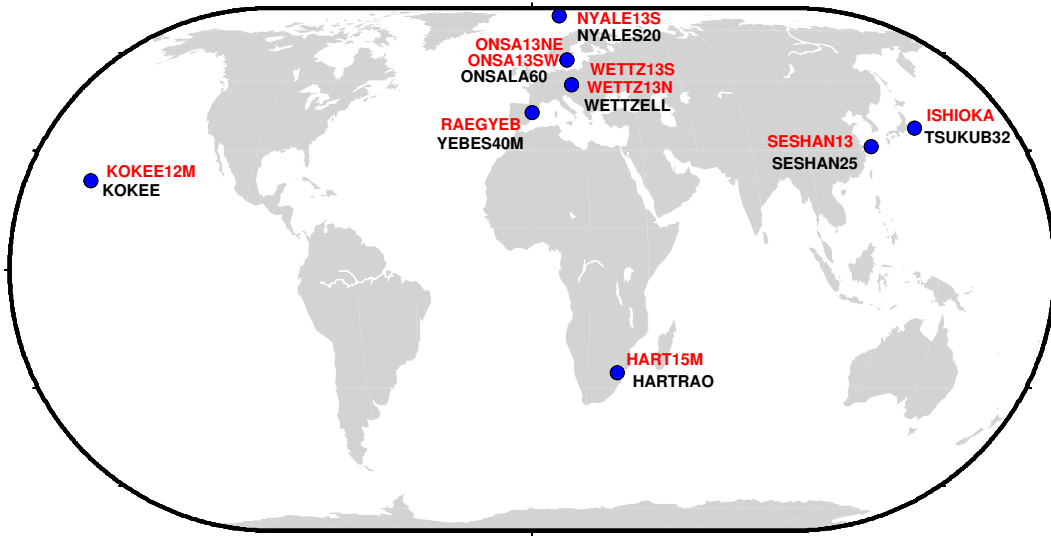 NYALE13S
NYALES20
ONSA13NE
ONSA13SW
ONSALA60
WETTZ13S
WETTZ13N
WETTZELL
RAEGYEB
YEBES40M
ISHIOKA
TSUKUB32
SESHAN13
SESHAN25
KOKEE12M
KOKEE
HART15M
HARTRAO